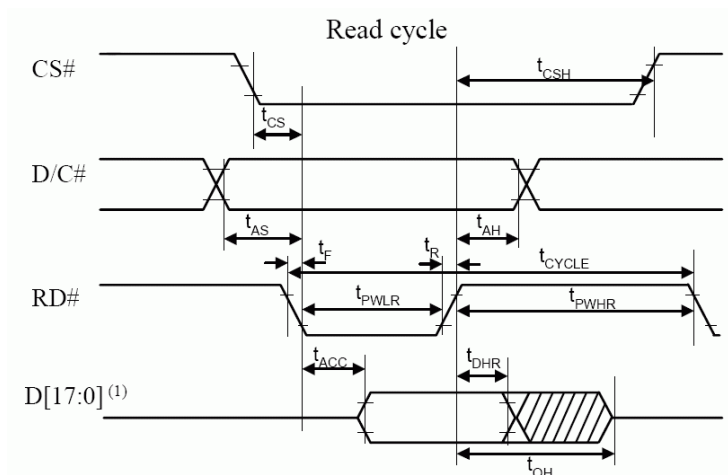 Read cycle
CS#
tCSH
tCS
D/C#
tAS
tAH
tF
tR
tCYCLE
RD#
tPWLR
tPWHR
tACC
tDHR
D[17:0](1)
tOH